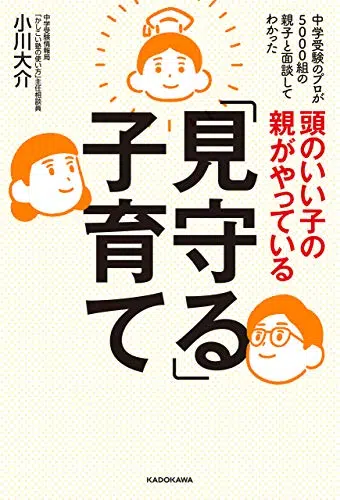 中学受験のプロが
5000組の
親子と面談して
わかった
頭のいい子の
親がやっている
「見守る」
子育て
中学受験情報局
「かしこい塾の使い方」主任相談員
小川大介
KADOKAWA